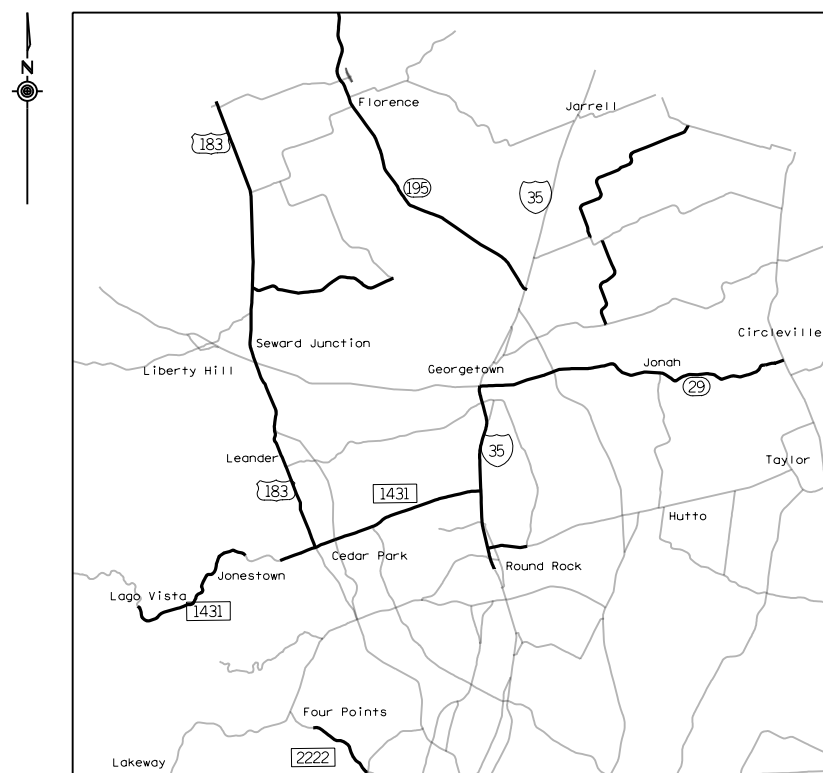 N
Florence
Jarrell
183
195
35
Circleville
Seward Junction
Georgetown
Jonah
Liberty Hill
29
35
Leander
Taylor
183
1431
Hutto
Cedar Park
Round Rock
Jonestown
Lago Vista
1431
Four Points
2222
Lakeway